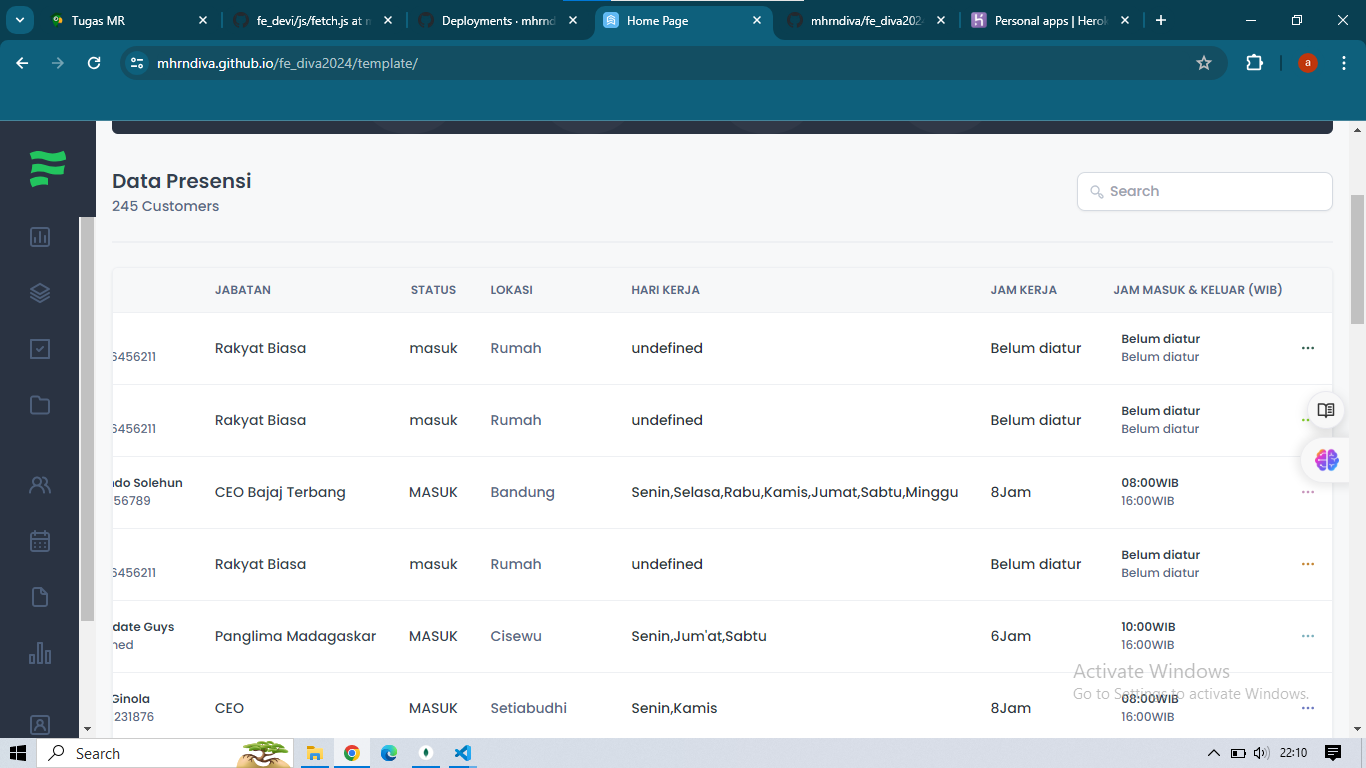 Tugas MR
fe_devi/js/fetch.js at m
Deployments · mhrnd
Home Page
mhrndiva/fe_diva2024
Personal apps | Herok
mhrndiva.github.io/fe_diva2024/template/
a
Data Presensi
245 Customers
Search
JABATAN STATUS LOKASI HARI KERJA JAM KERJA JAM MASUK & KELUAR (WIB)
6456211 Rakyat Biasa masuk Rumah undefined Belum diatur Belum diatur
Belum diatur
6456211 Rakyat Biasa masuk Rumah undefined Belum diatur Belum diatur
Belum diatur
ndo Solehun
56789 CEO Bajaj Terbang MASUK Bandung Senin,Selasa,Rabu,Kamis,Jumat,Sabtu,Minggu 8Jam 08:00WIB
16:00WIB
6456211 Rakyat Biasa masuk Rumah undefined Belum diatur Belum diatur
Belum diatur
date Guys
ned Panglima Madagaskar MASUK Cisewu Senin,Jum'at,Sabtu 6Jam 10:00WIB
16:00WIB
Ginola
231876 CEO MASUK Setiabudhi Senin,Kamis 8Jam 08:00WIB
16:00WIB
Activate Windows
Go to Settings to activate Windows.
Search
22:10